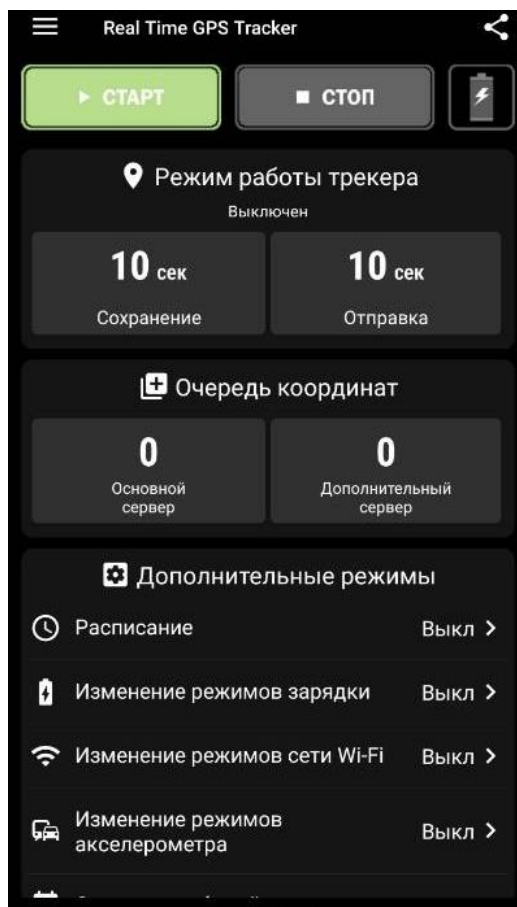 Real Time GPS Tracker
СТАРТ
СТОП
Режим работы трекера
Выключен
10 сек
10 сек
Сохранение
Отправка
Очередь координат
0
0
Основной
сервер
Дополнительный
сервер
Дополнительные режимы
Расписание
Выкл
Изменение режимов зарядки
Выкл
Изменение режимов сети Wi-Fi
Выкл
Изменение режимов
акселерометра
Выкл